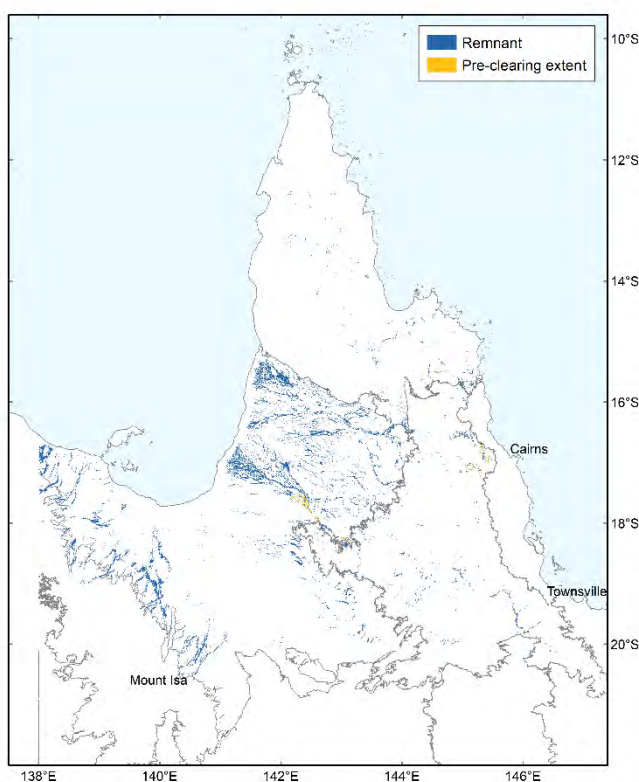 Remnant
Pre-clearing extent
10°S
12°S
14°S
16°S
Cairns
18°S
Townsville
20°S
Mount Isa
138°E
140°E
142°E
144°E
146°E